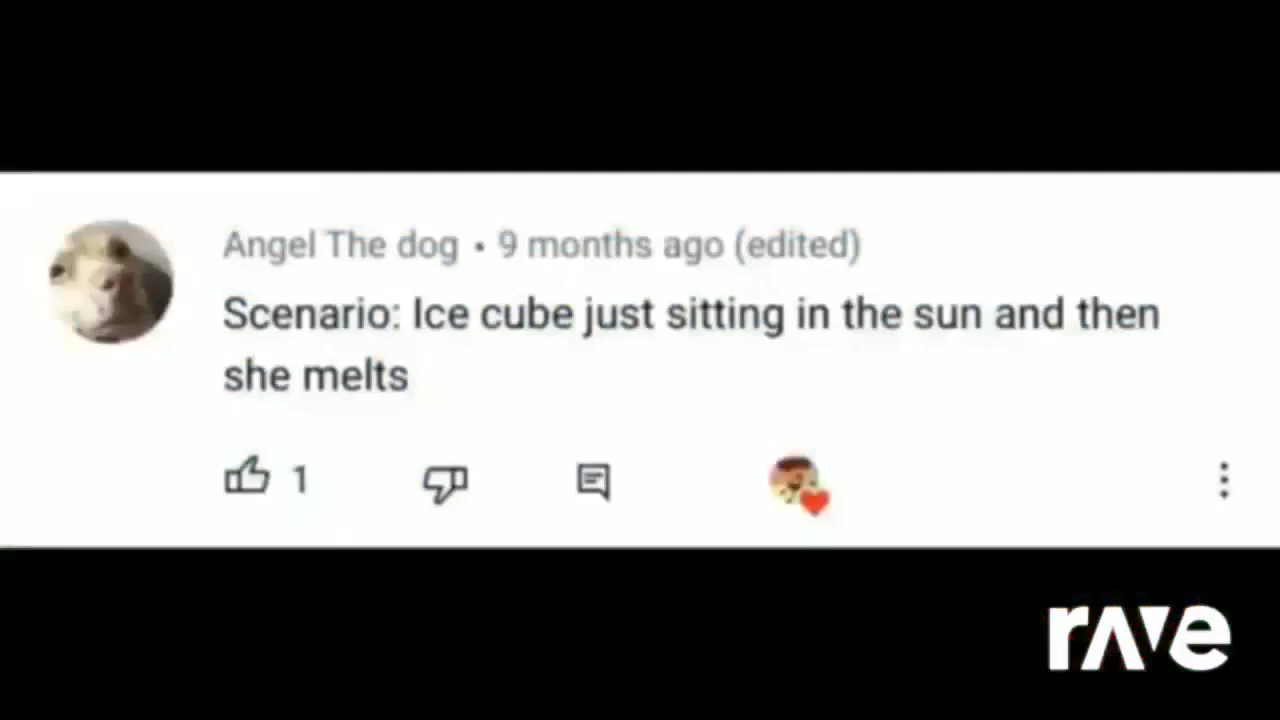 Angel The dog • 9 months ago (edited)
Scenario: Ice cube just sitting in the sun and then
she melts
1
rave